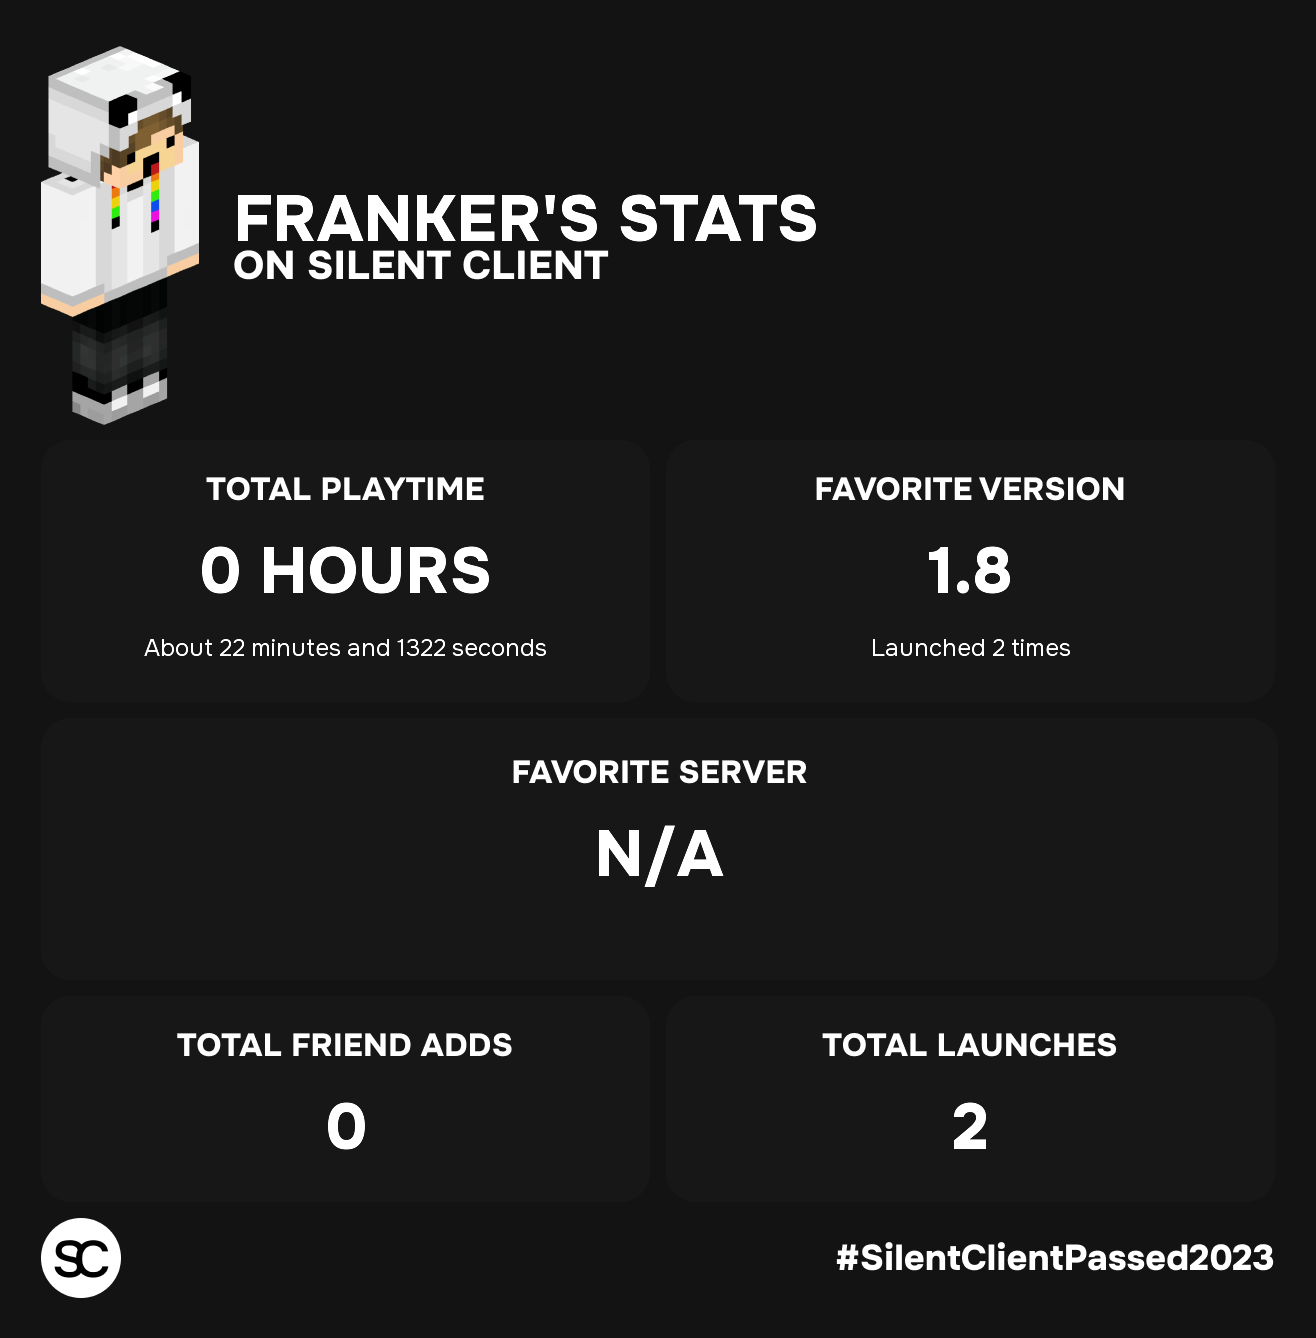 FRANKER'S STATS
ON SILENT CLIENT
TOTAL PLAYTIME
0 HOURS
About 22 minutes and 1322 seconds
FAVORITE VERSION
1.8
Launched 2 times
FAVORITE SERVER
N/A
TOTAL FRIEND ADDS
0
TOTAL LAUNCHES
2
SC
#SilentClientPassed2023